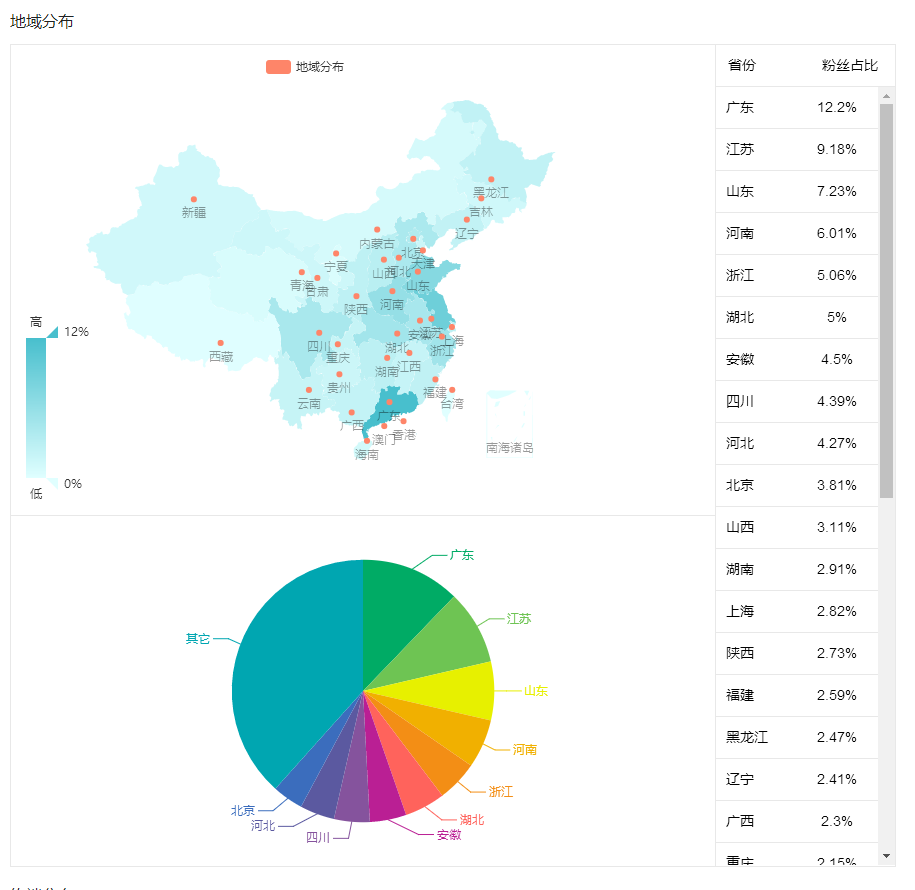 地域分布
地域分布
省份 粉丝占比
广东 12.2%
江苏 9.18%
山东 7.23%
河南 6.01%
浙江 5.06%
湖北 5%
安徽 4.5%
四川 4.39%
河北 4.27%
北京 3.81%
山西 3.11%
湖南 2.91%
上海 2.82%
陕西 2.73%
福建 2.59%
黑龙江 2.47%
辽宁 2.41%
广西 2.3%
重庆 2.15%
黑龙江
新疆
吉林
辽宁
内蒙古
北京
天津
宁夏
山西
河北
青海
甘肃
山东
陕西
河南
高
12%
安徽
江苏
上海
四川
重庆
湖北
浙江
西藏
湖南
江西
贵州
福建
云南
台湾
广东
广西
香港
澳门
南海诸岛
海南
0%
低
广东
江苏
其它
山东
河南
浙江
北京
湖北
河北
四川
安徽